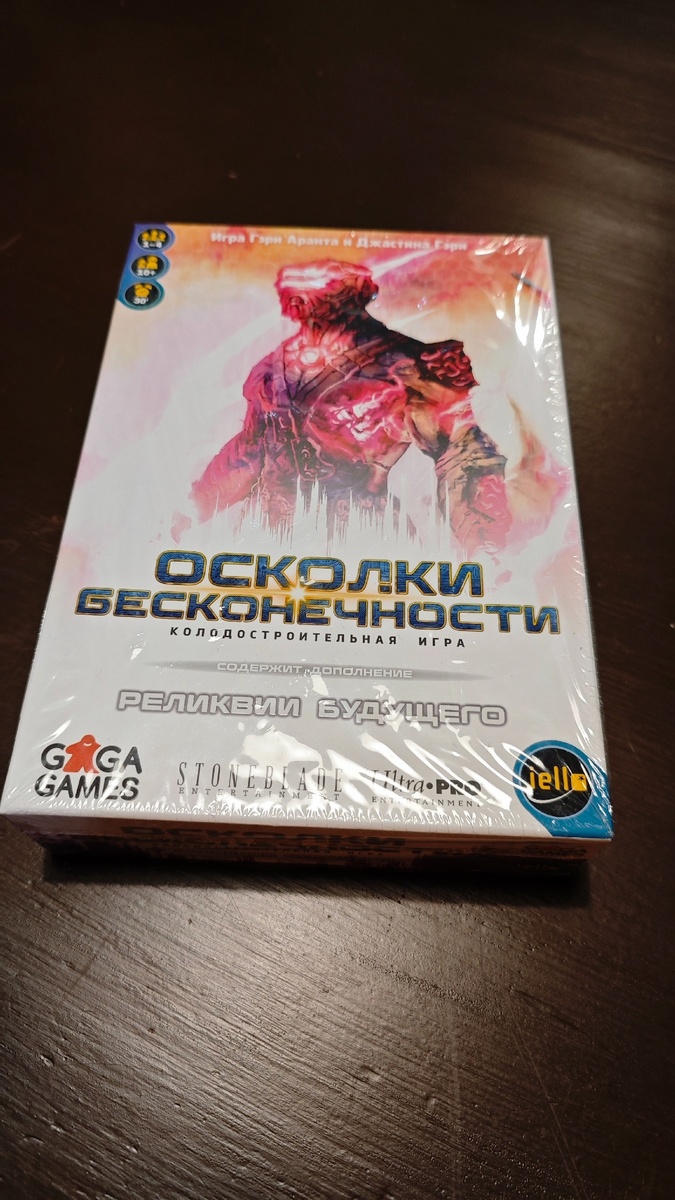 Игра Гэри Аранта и Джастина Гэри
1-4
10+
30'
ОСКОЛКИ
БЕСКОНЕЧНОСТИ
КОЛОДОСТРОИТЕЛЬНАЯ ИГРА
СОДЕРЖИТ ДОПОЛНЕНИЕ
РЕЛИКВИИ БУДУЩЕГО
GAGA
GAMES
STONEBLADE
ENTERTAINMENT
Ultra•PRO
ENTERTAINMENT
iello